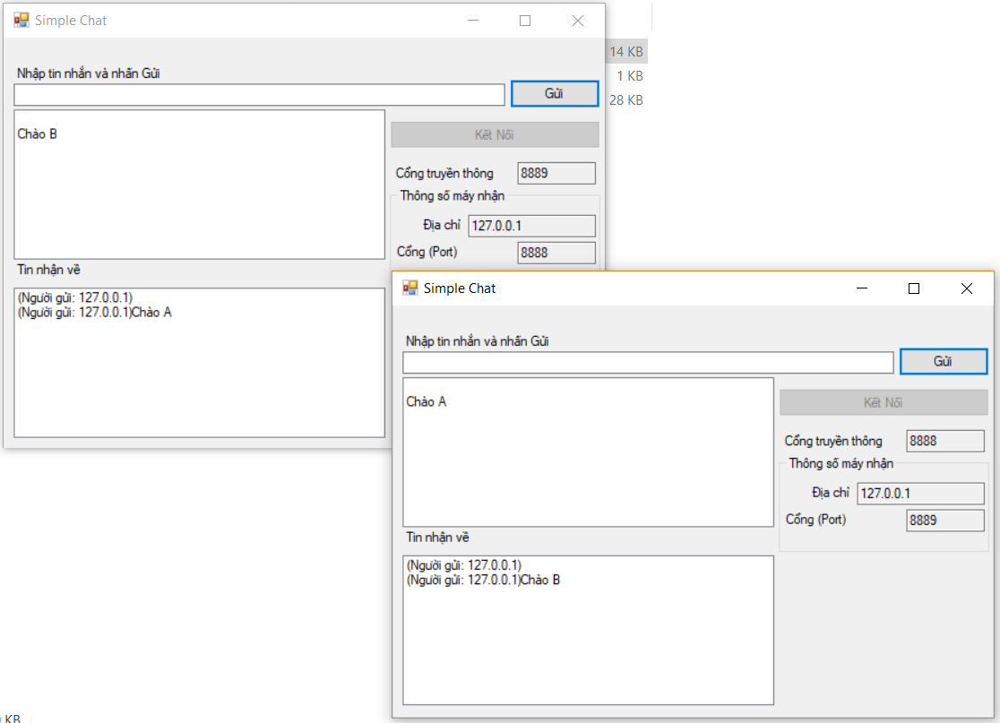 Simple Chat
14 KB
1 KB
28 KB
Nhập tin nhắn và nhấn Gửi
Gửi
Chào B
Kết Nối
Cổng truyền thông 8889
Thông số máy nhận
Địa chỉ 127.0.0.1
Cổng (Port) 8888
Tin nhận về
(Người gửi: 127.0.0.1)
(Người gửi: 127.0.0.1)Chào A
Simple Chat
Nhập tin nhắn và nhấn Gửi
Gửi
Chào A
Kết Nối
Cổng truyền thông 8888
Thông số máy nhận
Địa chỉ 127.0.0.1
Cổng (Port) 8889
Tin nhận về
(Người gửi: 127.0.0.1)
(Người gửi: 127.0.0.1)Chào B
KB